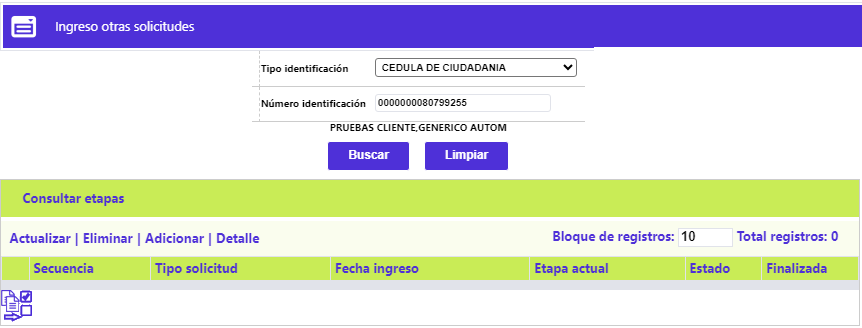 Ingreso otras solicitudes
Tipo identificación CEDULA DE CIUDADANIA
Número identificación 0000000080799255
PRUEBAS CLIENTE,GENERICO AUTOM
Buscar Limpiar
Consultar etapas
Actualizar | Eliminar | Adicionar | Detalle Bloque de registros: 10 Total registros: 0
Secuencia Tipo solicitud Fecha ingreso Etapa actual Estado Finalizada